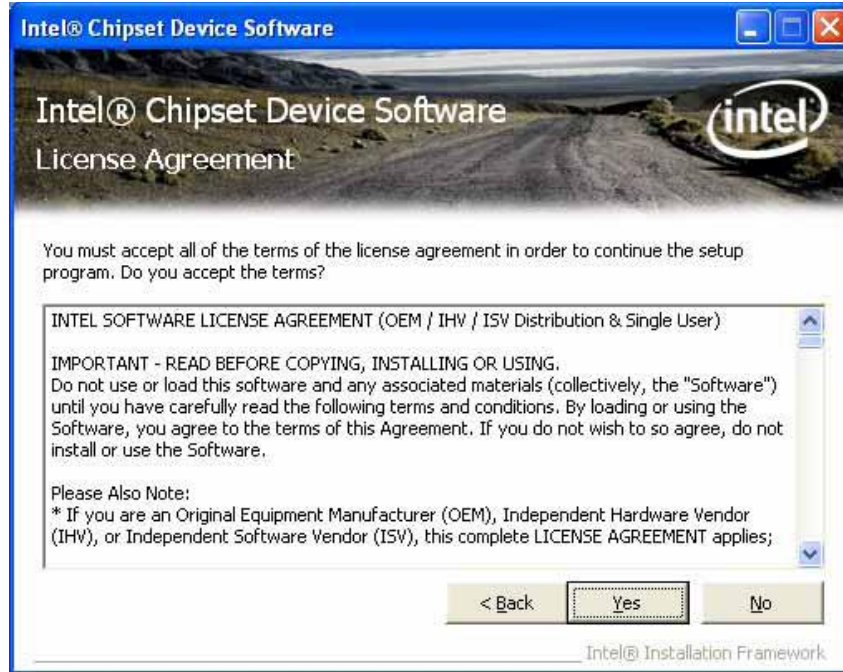 Intel® Chipset Device Software
Intel® Chipset Device Software
intel
License Agreement
You must accept all of the terms of the license agreement in order to continue the setup
program. Do you accept the terms?
INTEL SOFTWARE LICENSE AGREEMENT (OEM / IHV / ISV Distribution & Single User)
IMPORTANT - READ BEFORE COPYING, INSTALLING OR USING.
Do not use or load this software and any associated materials (collectively, the "Software")
until you have carefully read the following terms and conditions. By loading or using the
Software, you agree to the terms of this Agreement. If you do not wish to so agree, do not
install or use the Software.
Please Also Note:
* If you are an Original Equipment Manufacturer (OEM), Independent Hardware Vendor
(IHV), or Independent Software Vendor (ISV), this complete LICENSE AGREEMENT applies;
< Back Yes No
Intel® Installation Framework